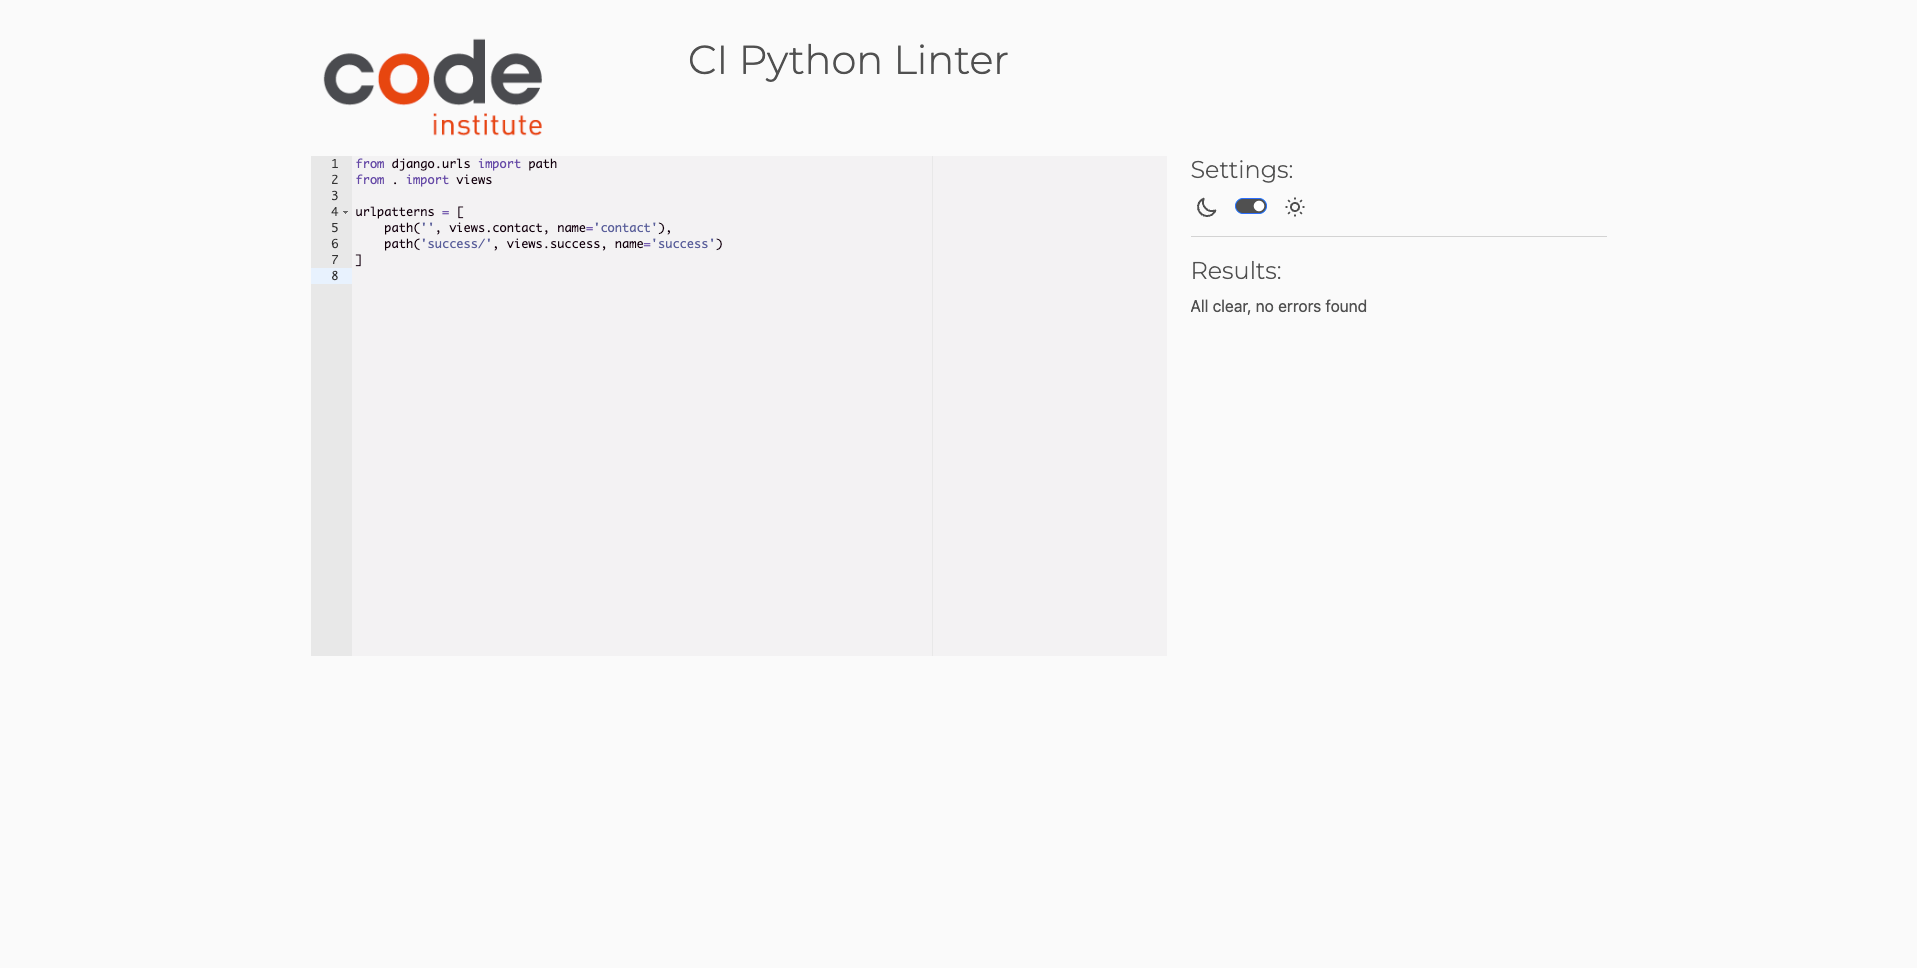 code
institute
CI Python Linter
1 from django.urls import path
2 from . import views
3
4 urlpatterns = [
5     path('', views.contact, name='contact'),
6     path('success/', views.success, name='success')
7 ]
8
Settings:
Results:
All clear, no errors found